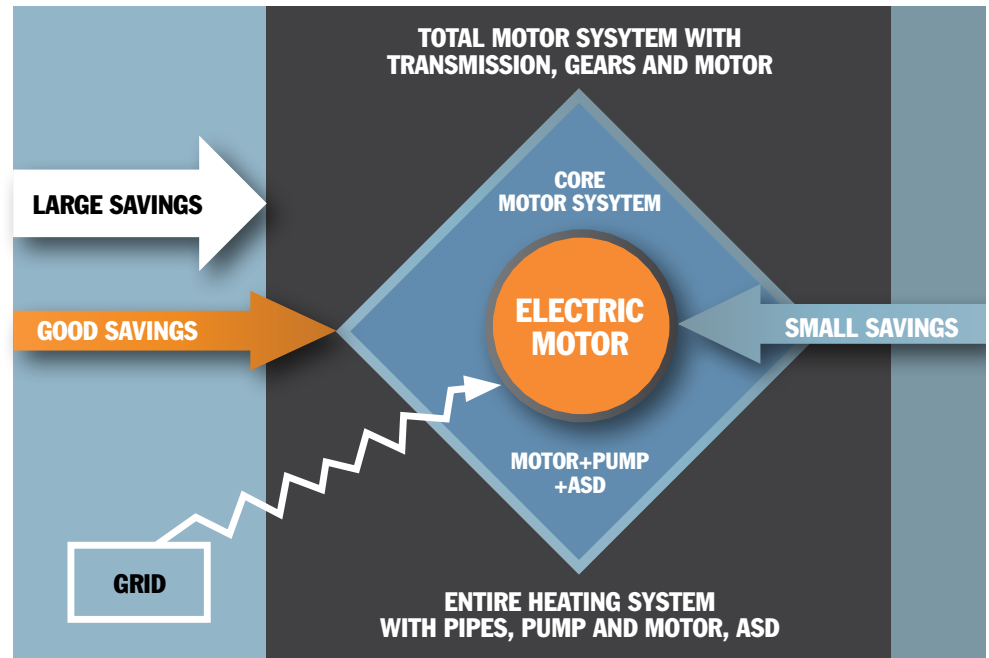 TOTAL MOTOR SYSYTEM WITH
TRANSMISSION, GEARS AND MOTOR
CORE
MOTOR SYSYTEM
LARGE SAVINGS
ELECTRIC
MOTOR
GOOD SAVINGS
SMALL SAVINGS
MOTOR+PUMP
+ASD
GRID
ENTIRE HEATING SYSTEM
WITH PIPES, PUMP AND MOTOR, ASD